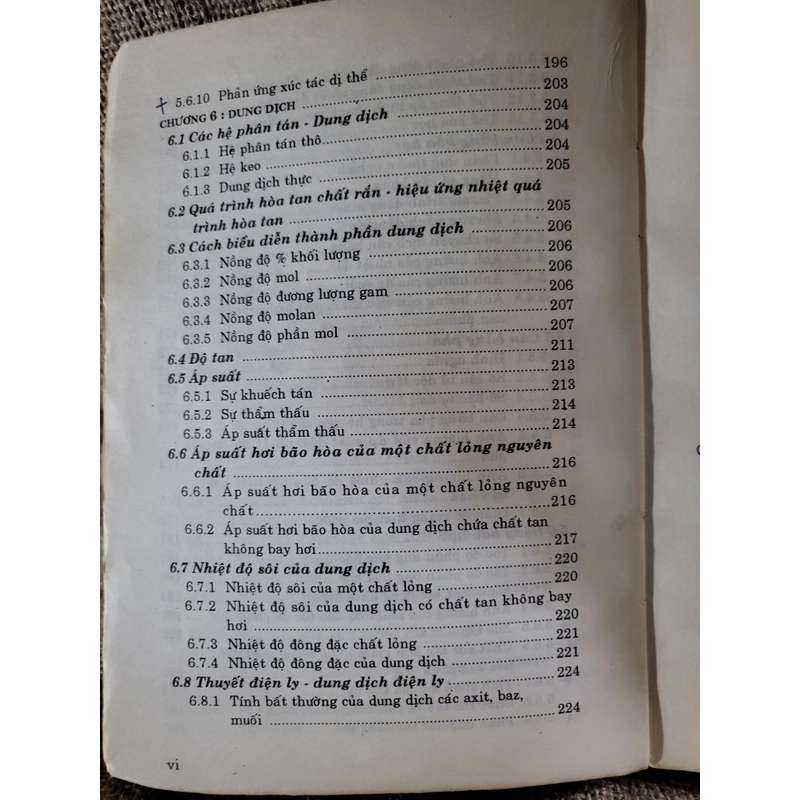 5.6.10 Phản ứng xúc tác dị thể ........ 196
CHƯƠNG 6 : DUNG DỊCH ........ 203
6.1 Các hệ phân tán - Dung dịch ........ 204
6.1.1 Hệ phân tán thô ........ 204
6.1.2 Hệ keo ........ 204
6.1.3 Dung dịch thực ........ 205
6.2 Quá trình hòa tan chất rắn - hiệu ứng nhiệt quá
trình hòa tan ........ 205
6.3 Cách biểu diễn thành phần dung dịch ........ 206
6.3.1 Nồng độ % khối lượng ........ 206
6.3.2 Nồng độ mol ........ 206
6.3.3 Nồng độ đương lượng gam ........ 206
6.3.4 Nồng độ molan ........ 207
6.3.5 Nồng độ phần mol ........ 207
6.4 Độ tan ........ 211
6.5 Áp suất ........ 213
6.5.1 Sự khuếch tán ........ 213
6.5.2 Sự thẩm thấu ........ 214
6.5.3 Áp suất thẩm thấu ........ 214
6.6 Áp suất hơi bão hòa của một chất lỏng nguyên
chất ........ 216
6.6.1 Áp suất hơi bão hòa của một chất lỏng nguyên
chất ........ 216
6.6.2 Áp suất hơi bão hòa của dung dịch chứa chất tan
không bay hơi ........ 217
6.7 Nhiệt độ sôi của dung dịch ........ 220
6.7.1 Nhiệt độ sôi của một chất lỏng ........ 220
6.7.2 Nhiệt độ sôi của dung dịch có chất tan không bay
hơi ........ 220
6.7.3 Nhiệt độ đông đặc chất lỏng ........ 221
6.7.4 Nhiệt độ đông đặc của dung dịch ........ 221
6.8 Thuyết điện ly - dung dịch điện ly ........ 224
6.8.1 Tính bất thường của dung dịch các axit, baz,
muối ........ 224
vi